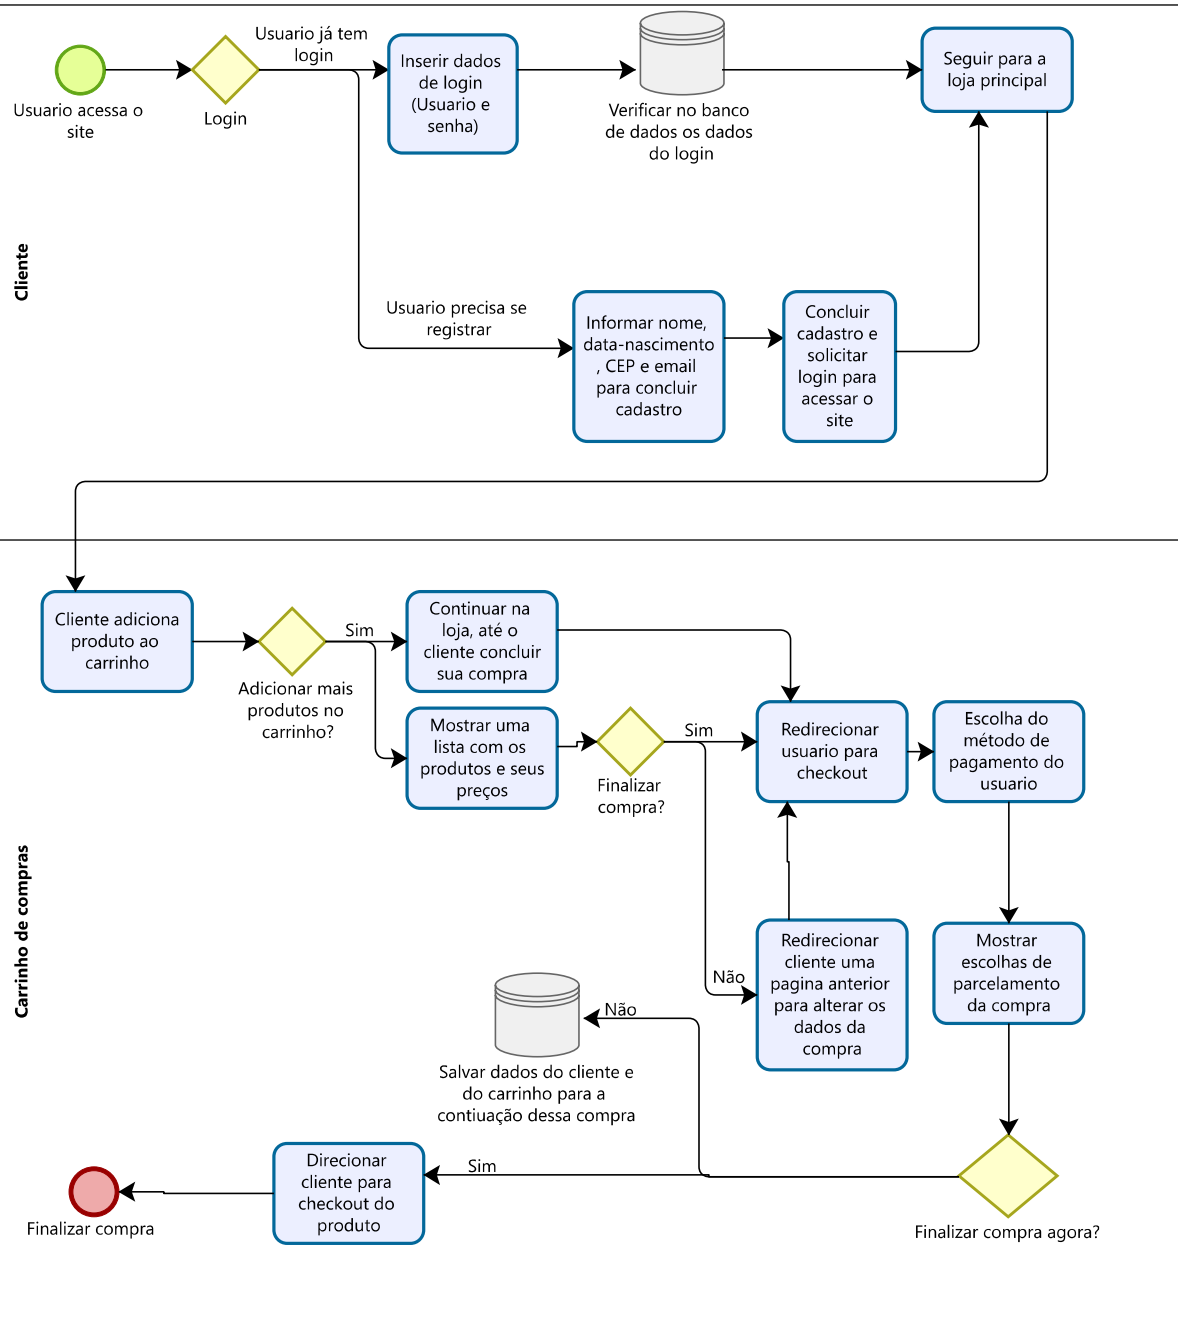 Usuario acessa o
site
Login
Usuario já tem
login
Inserir dados
de login
(Usuario e
senha)
Verificar no banco
de dados os dados
do login
Seguir para a
loja principal
Cliente
Usuario precisa se
registrar
Informar nome,
data-nascimento
, CEP e email
para concluir
cadastro
Concluir
cadastro e
solicitar
login para
acessar o
site
Cliente adiciona
produto ao
carrinho
Adicionar mais
produtos no
carrinho?
Sim
Continuar na
loja, até o
cliente concluir
sua compra
Mostrar uma
lista com os
produtos e seus
preços
Finalizar
compra?
Sim
Redirecionar
usuario para
checkout
Escolha do
método de
pagamento do
usuario
Carrinho de compras
Não
Redirecionar
cliente uma
pagina anterior
para alterar os
dados da
compra
Mostrar
escolhas de
parcelamento
da compra
Não
Salvar dados do cliente e
do carrinho para a
contiuação dessa compra
Finalizar compra agora?
Sim
Direcionar
cliente para
checkout do
produto
Finalizar compra